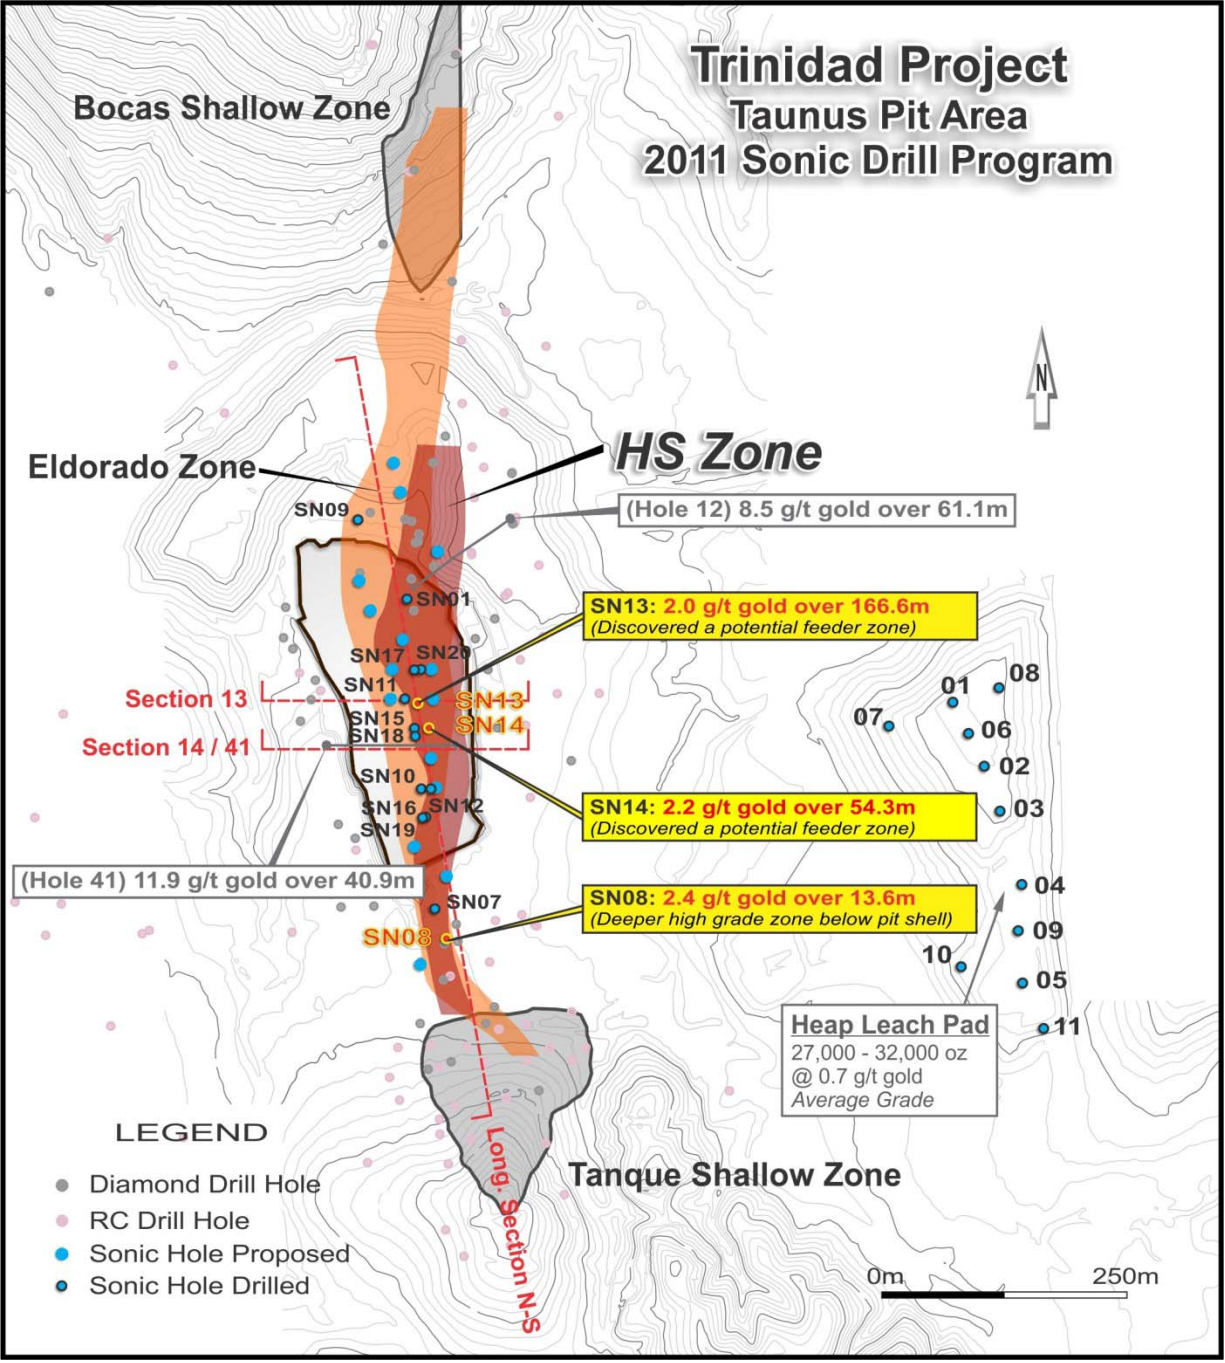 Trinidad Project
Taunus Pit Area
2011 Sonic Drill Program
Bocas Shallow Zone
N
HS Zone
Eldorado Zone
(Hole 12) 8.5 g/t gold over 61.1m
SN09
SN01
SN13: 2.0 g/t gold over 166.6m
(Discovered a potential feeder zone)
SN17
SN20
SN11
SN13
Section 13
SN15
SN14
SN18
Section 14 / 41
SN10
SN16
SN12
SN19
SN14: 2.2 g/t gold over 54.3m
(Discovered a potential feeder zone)
(Hole 41) 11.9 g/t gold over 40.9m
SN07
SN08
SN08: 2.4 g/t gold over 13.6m
(Deeper high grade zone below pit shell)
08
01
07
06
02
03
04
09
10
05
11
Heap Leach Pad
27,000 - 32,000 oz
@ 0.7 g/t gold
Average Grade
Tanque Shallow Zone
Long. Section N-S
LEGEND
Diamond Drill Hole
RC Drill Hole
Sonic Hole Proposed
Sonic Hole Drilled
0m
250m